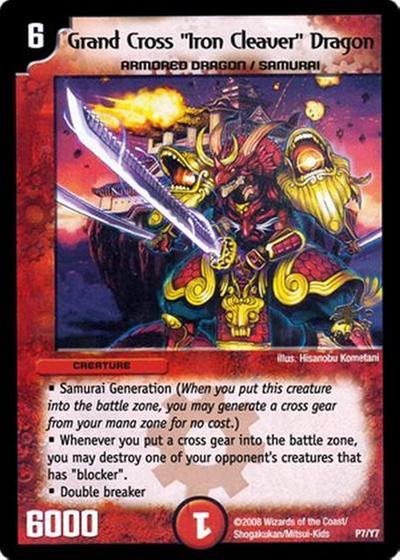 6
Grand Cross "Iron Cleaver" Dragon
ARMORED DRAGON / SAMURAI
illus. Hisanobu Kometani
CREATURE
▪ Samurai Generation (When you put this creature
into the battle zone, you may generate a cross gear
from your mana zone for no cost.)
▪ Whenever you put a cross gear into the battle zone,
you may destroy one of your opponent's creatures that
has "blocker".
▪ Double breaker
6000
1
©2008 Wizards of the Coast/
Shogakukan/Mitsui-Kids
P7/Y7